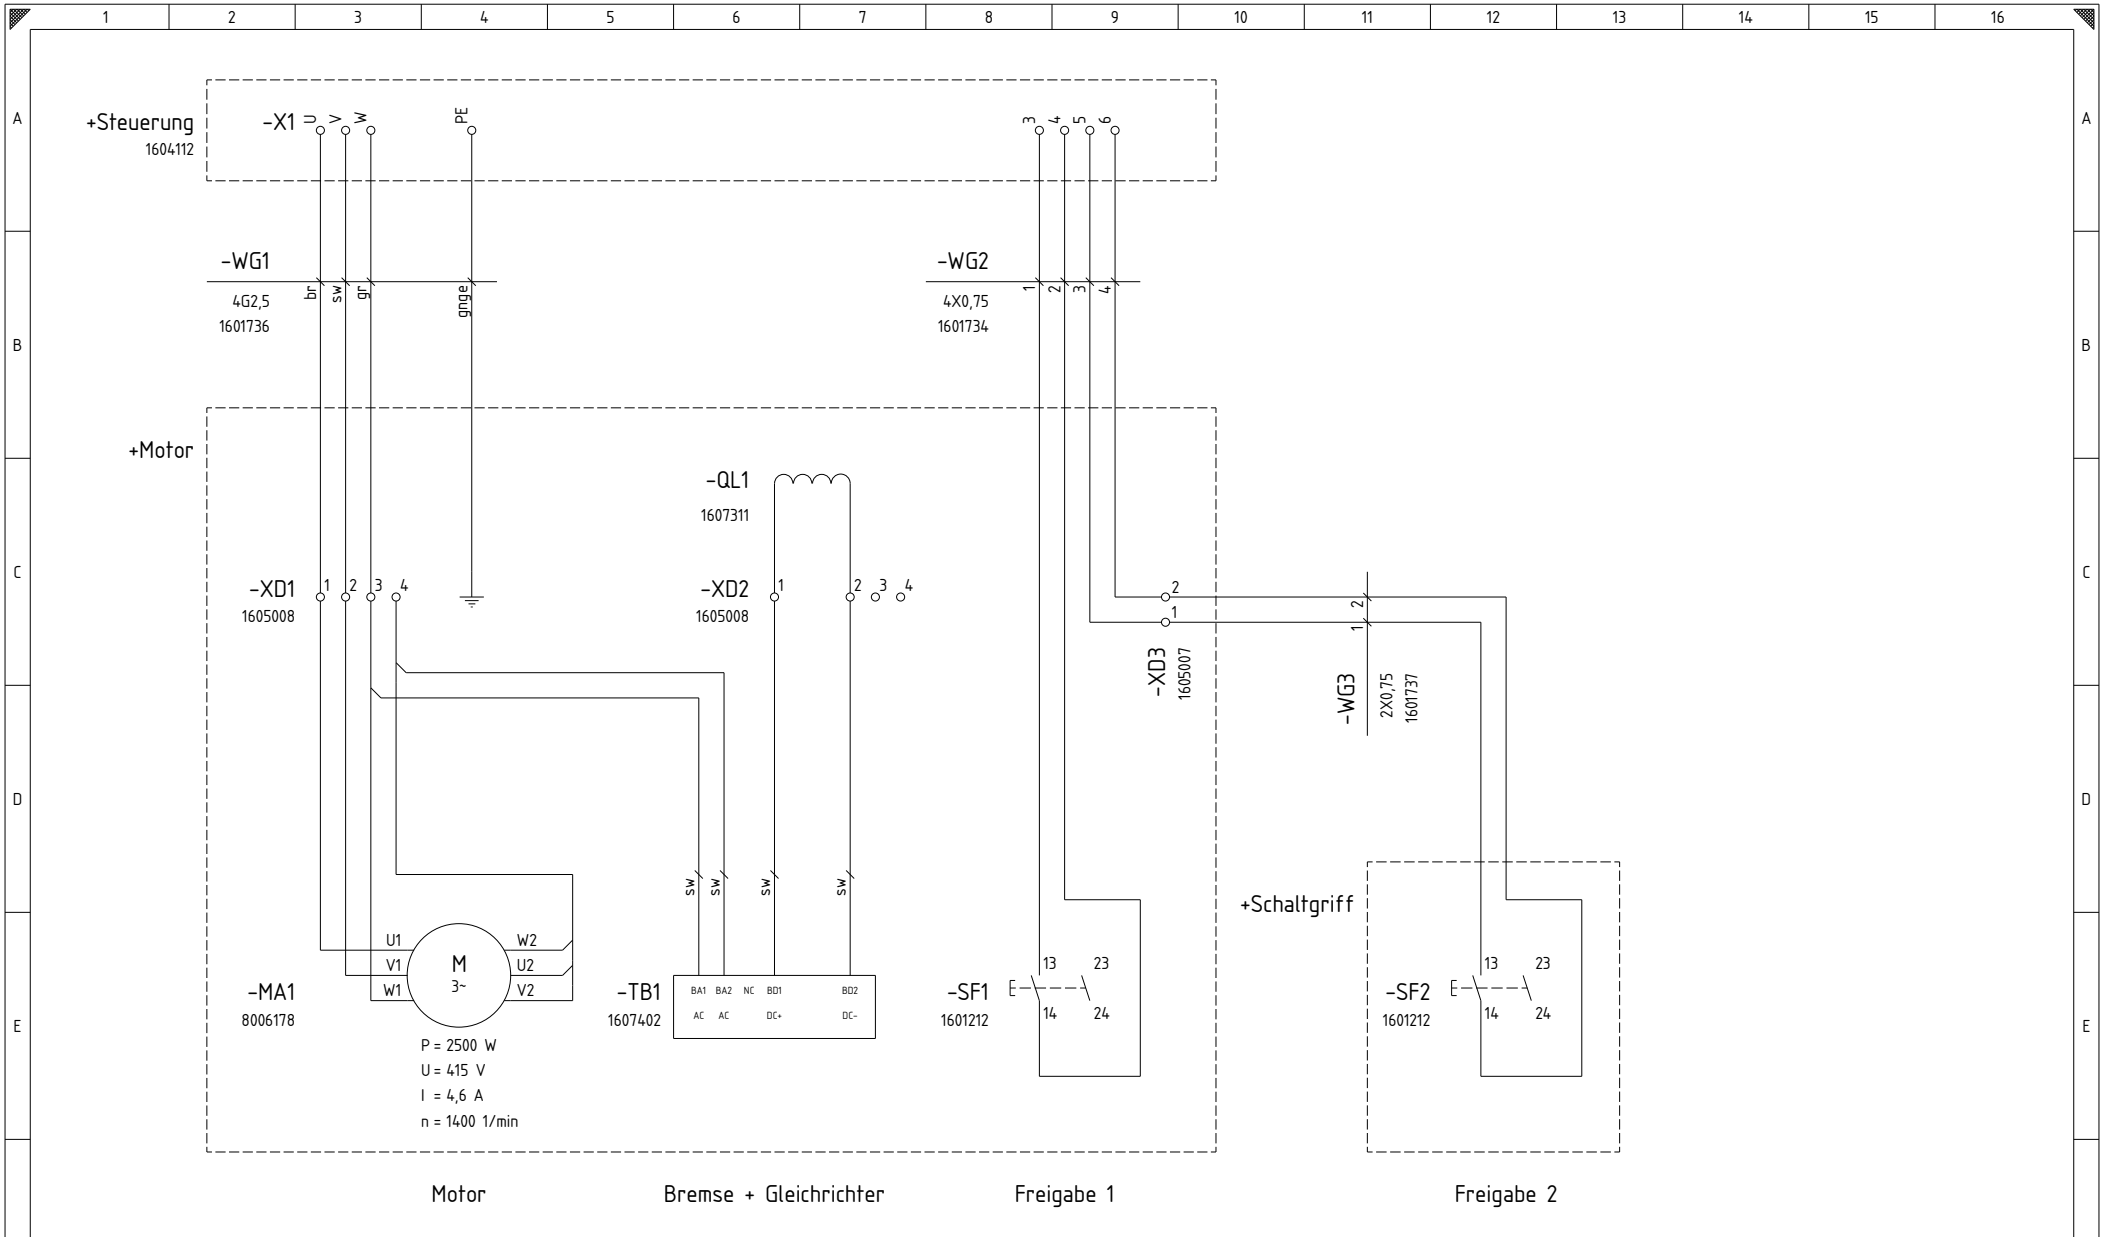 1 2 3 4 5 6 7 8 9 10 11 12 13 14 15 16
A A
+Steuerung
1604112
-X1 U V W PE 3 4 5 6
B B
-WG1
4G2,5
1601736
br sw gr gnge
-WG2
4X0,75
1601734
1 2 3 4
+Motor
C C
-QL1
1607311
-XD1 1 2 3 4
1605008
-XD2 1 2 3 4
1605008
2
1
-XD3
1605007
2
1
-WG3
2X0,75
1601737
D D
sw sw sw sw
+Schaltgriff
E E
-MA1
8006178
U1 V1 W1
M
3~
W2 U2 V2
P = 2500 W
U = 415 V
I = 4,6 A
n = 1400 1/min
-TB1
1607402
BA1 BA2 NC BD1 BD2
AC AC DC+ DC-
-SF1
1601212
13 23
14 24
-SF2
1601212
13 23
14 24
Motor Bremse + Gleichrichter Freigabe 1 Freigabe 2